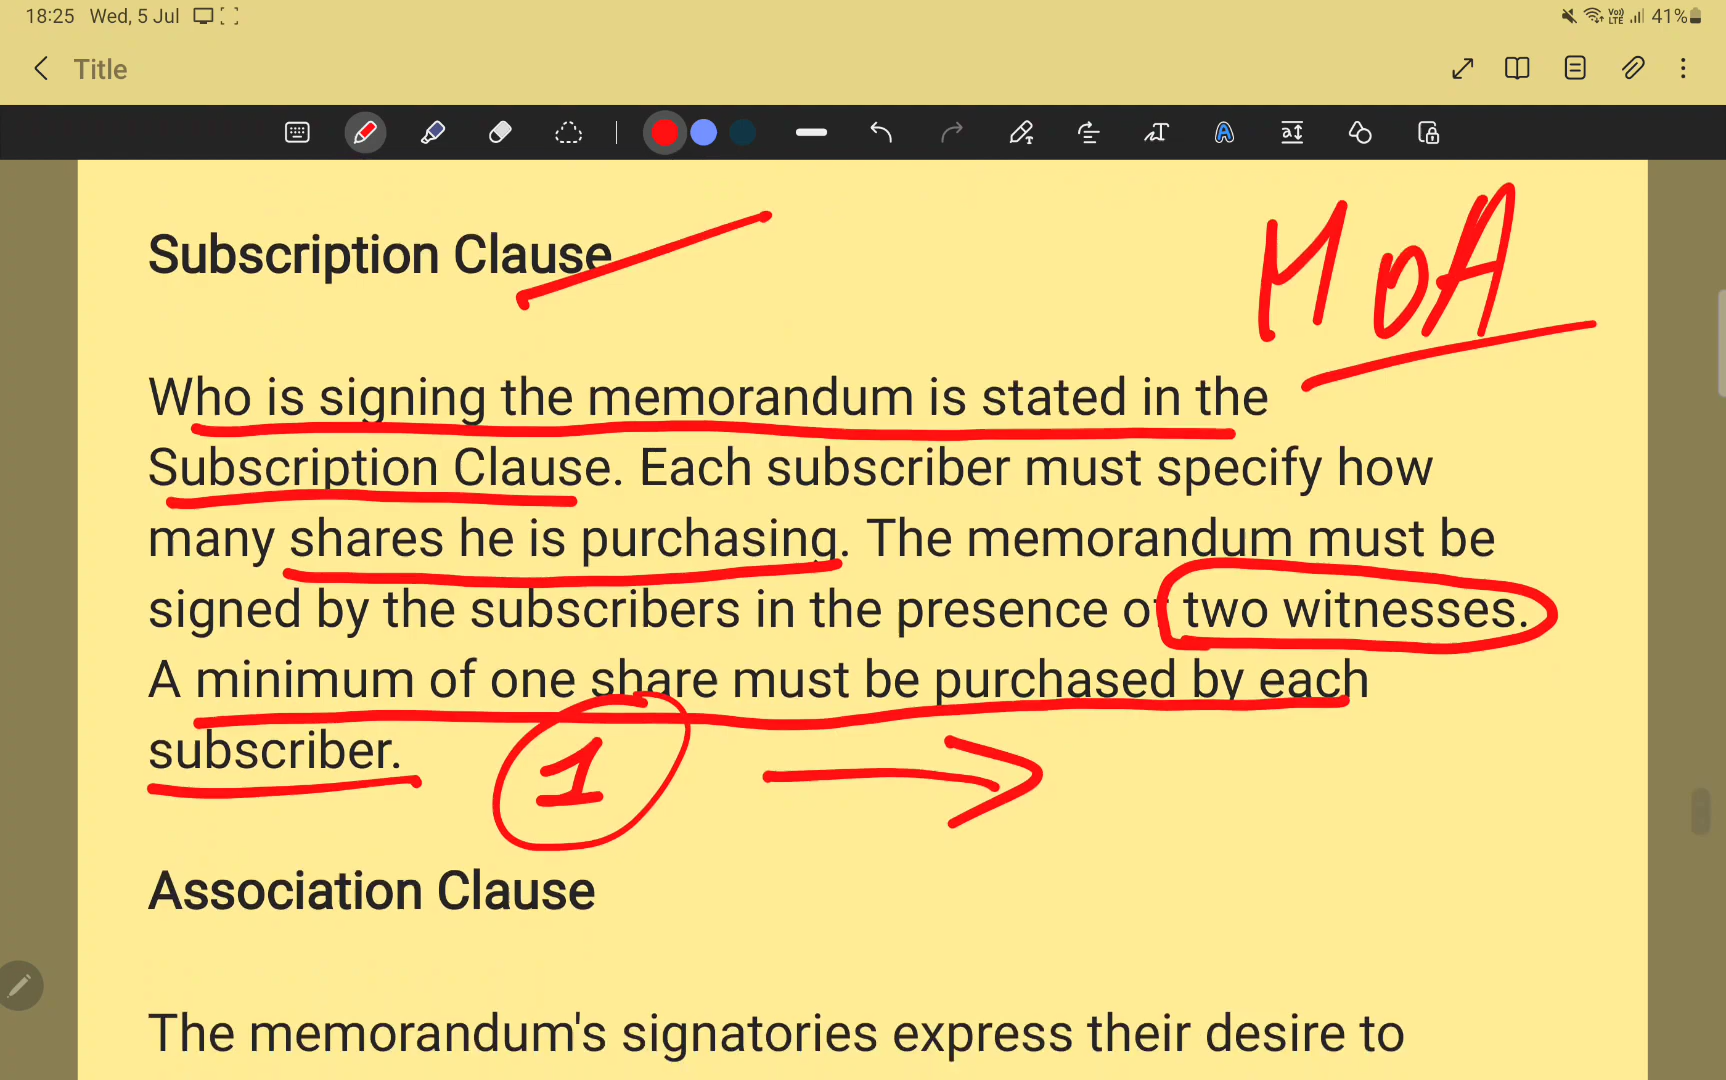 18:25 Wed, 5 Jul 41%
Title
Subscription Clause
MoA
Who is signing the memorandum is stated in the
Subscription Clause. Each subscriber must specify how
many shares he is purchasing. The memorandum must be
signed by the subscribers in the presence of two witnesses.
A minimum of one share must be purchased by each
subscriber.
1
Association Clause
The memorandum's signatories express their desire to